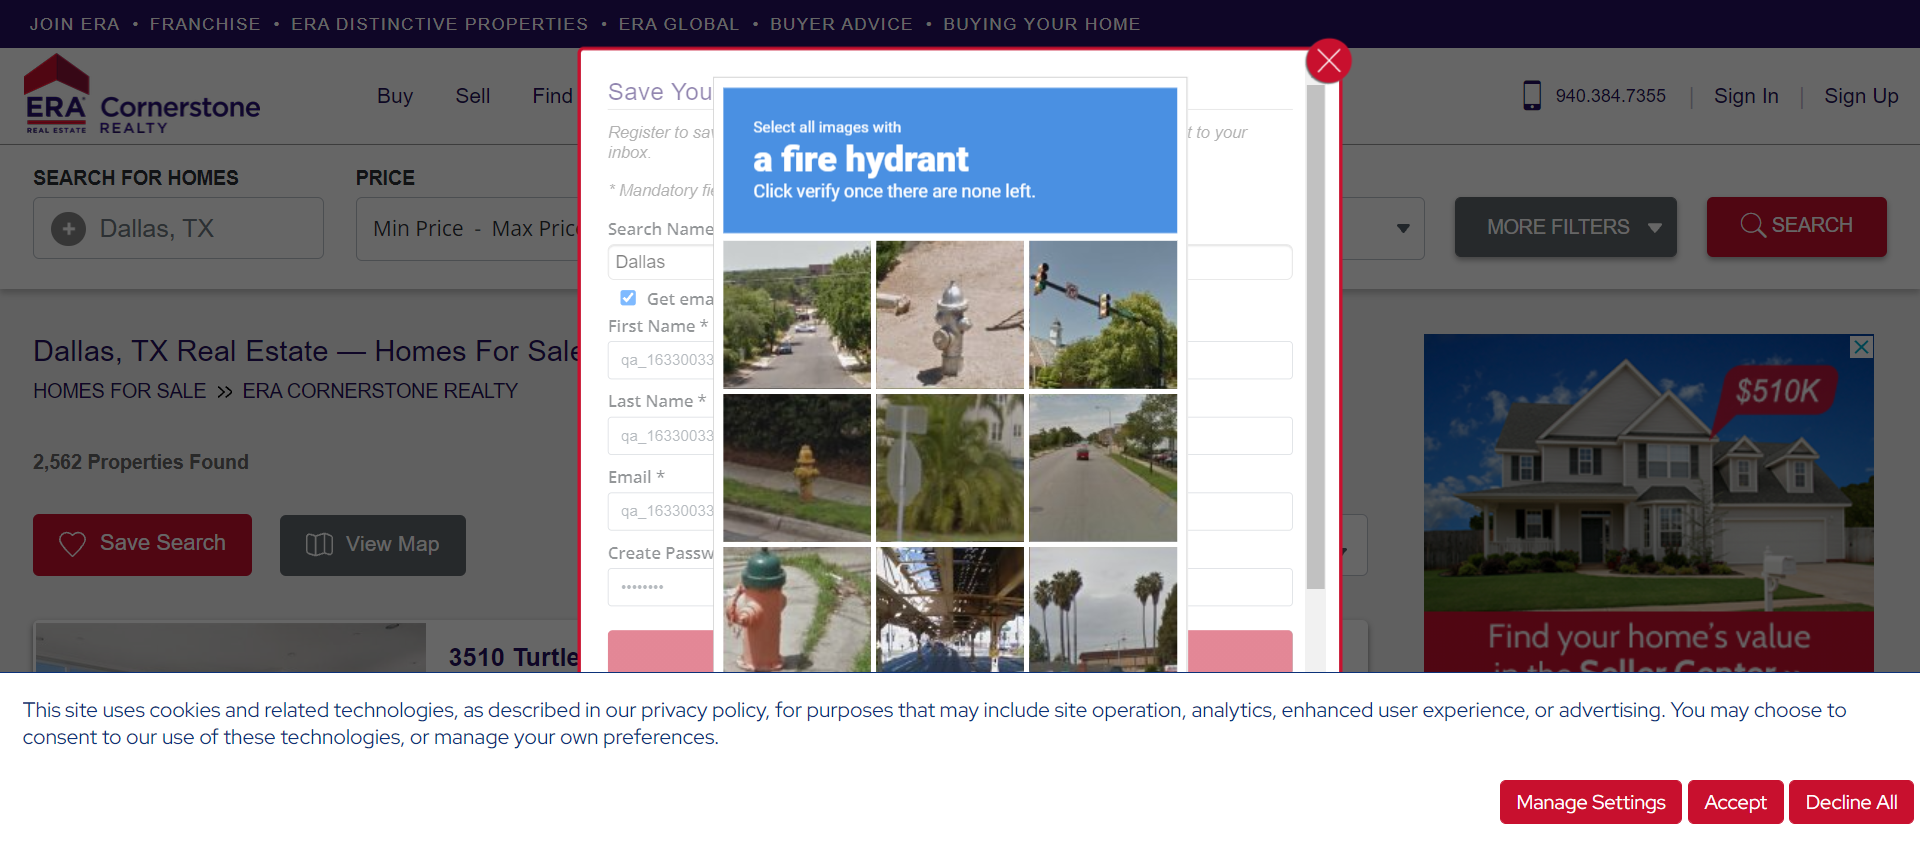 JOIN ERA • FRANCHISE • ERA DISTINCTIVE PROPERTIES • ERA GLOBAL • BUYER ADVICE • BUYING YOUR HOME
ERA
REAL ESTATE
Cornerstone
REALTY
Buy
Sell
Find
940.384.7355
Sign In
Sign Up
SEARCH FOR HOMES
Dallas, TX
PRICE
Min Price - Max Price
MORE FILTERS
SEARCH
Save You
Register to sav
t to your
inbox.
* Mandatory fie
Search Name
Dallas
Get ema
First Name *
qa_16330033
Last Name *
qa_16330033
Email *
qa_16330033
Create Passw
Select all images with
a fire hydrant
Click verify once there are none left.
Dallas, TX Real Estate — Homes For Sale
HOMES FOR SALE » ERA CORNERSTONE REALTY
2,562 Properties Found
Save Search
View Map
3510 Turtle
$510K
Find your home's value
in the Seller Center
This site uses cookies and related technologies, as described in our privacy policy, for purposes that may include site operation, analytics, enhanced user experience, or advertising. You may choose to
consent to our use of these technologies, or manage your own preferences.
Manage Settings
Accept
Decline All